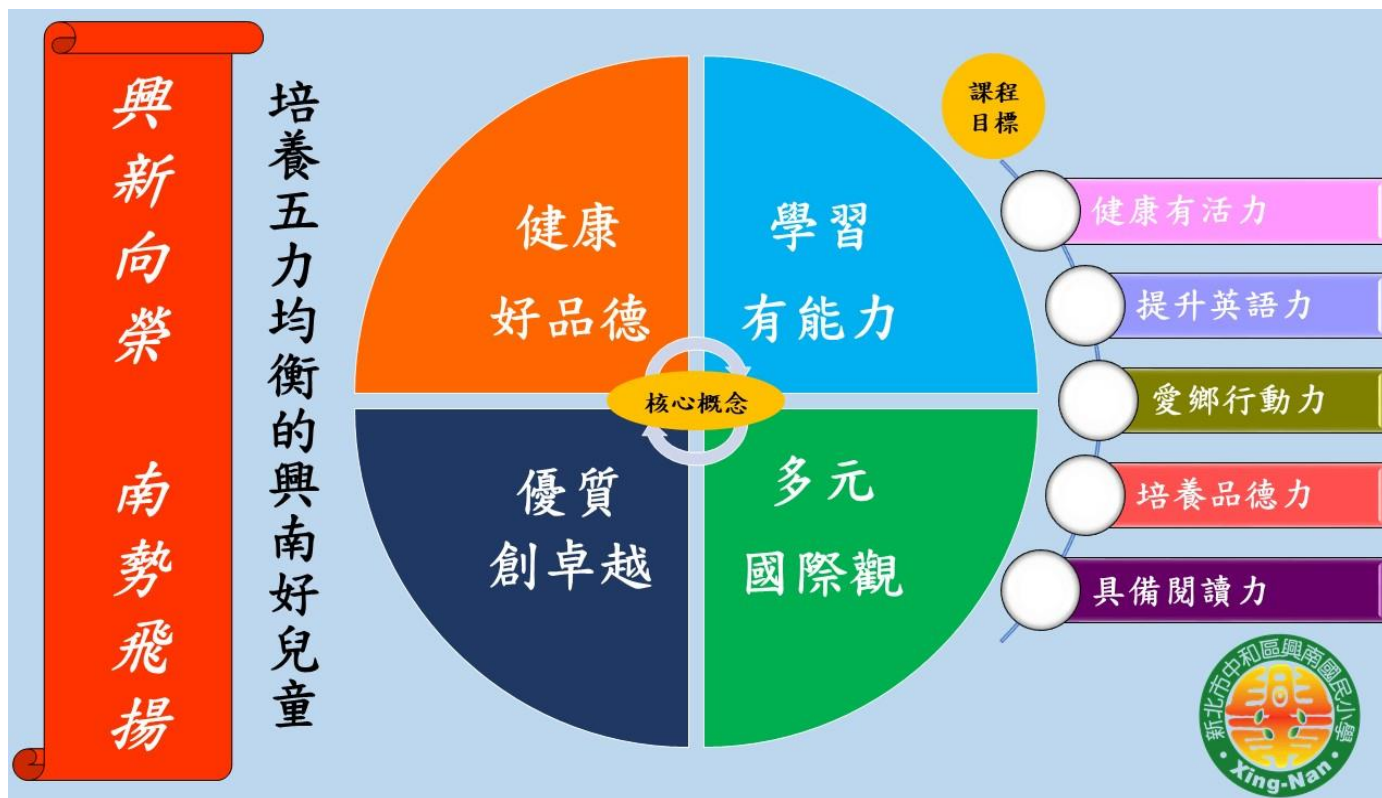 興新向榮　南勢飛揚
培養五力均衡的興南好兒童
健康
好品德
學習
有能力
核心概念
優質
創卓越
多元
國際觀
課程
目標
健康有活力
提升英語力
愛鄉行動力
培養品德力
具備閱讀力
新北市中和區興南國民小學
Xing-Nan